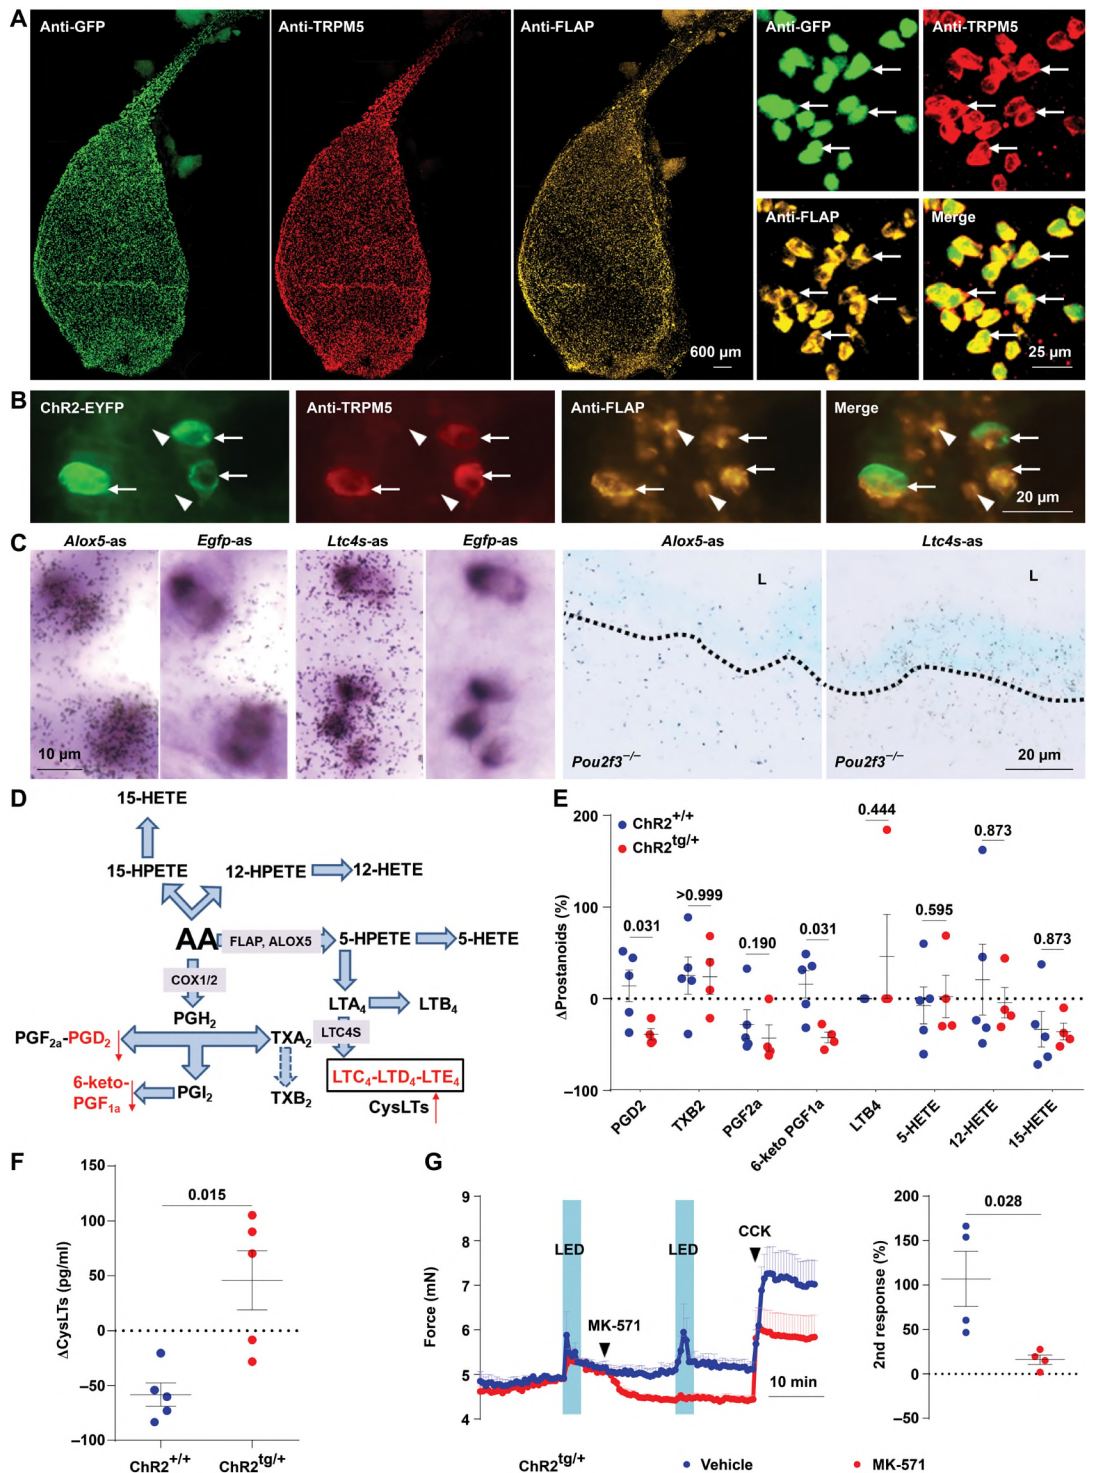 A
Anti-GFP
Anti-TRPM5
Anti-FLAP
Anti-GFP
Anti-TRPM5
Anti-FLAP
Merge
600 µm
25 µm
B
ChR2-EYFP
Anti-TRPM5
Anti-FLAP
Merge
20 µm
C
Alox5-as
Egfp-as
Ltc4s-as
Egfp-as
Alox5-as
Ltc4s-as
L
L
10 µm
Pou2f3–/–
Pou2f3–/–
20 µm
D
15-HETE
15-HPETE
12-HPETE
12-HETE
AA
FLAP, ALOX5
5-HPETE
5-HETE
COX1/2
LTA4
LTB4
PGH2
LTC4S
PGF2a-PGD2
TXA2
6-keto-
PGF1a
PGI2
TXB2
LTC4-LTD4-LTE4
CysLTs
E
ΔProstanoids (%)
200
100
0
–100
ChR2+/+
ChR2tg/+
0.031
>0.999
0.190
0.031
0.444
0.595
0.873
0.873
PGD2
TXB2
PGF2a
6-keto PGF1a
LTB4
5-HETE
12-HETE
15-HETE
F
ΔCysLTs (pg/ml)
150
100
50
0
–50
–100
0.015
ChR2+/+
ChR2tg/+
G
Force (mN)
9
8
7
6
5
4
LED
LED
MK-571
CCK
10 min
2nd response (%)
200
150
100
50
0
–50
0.028
ChR2tg/+
Vehicle
MK-571